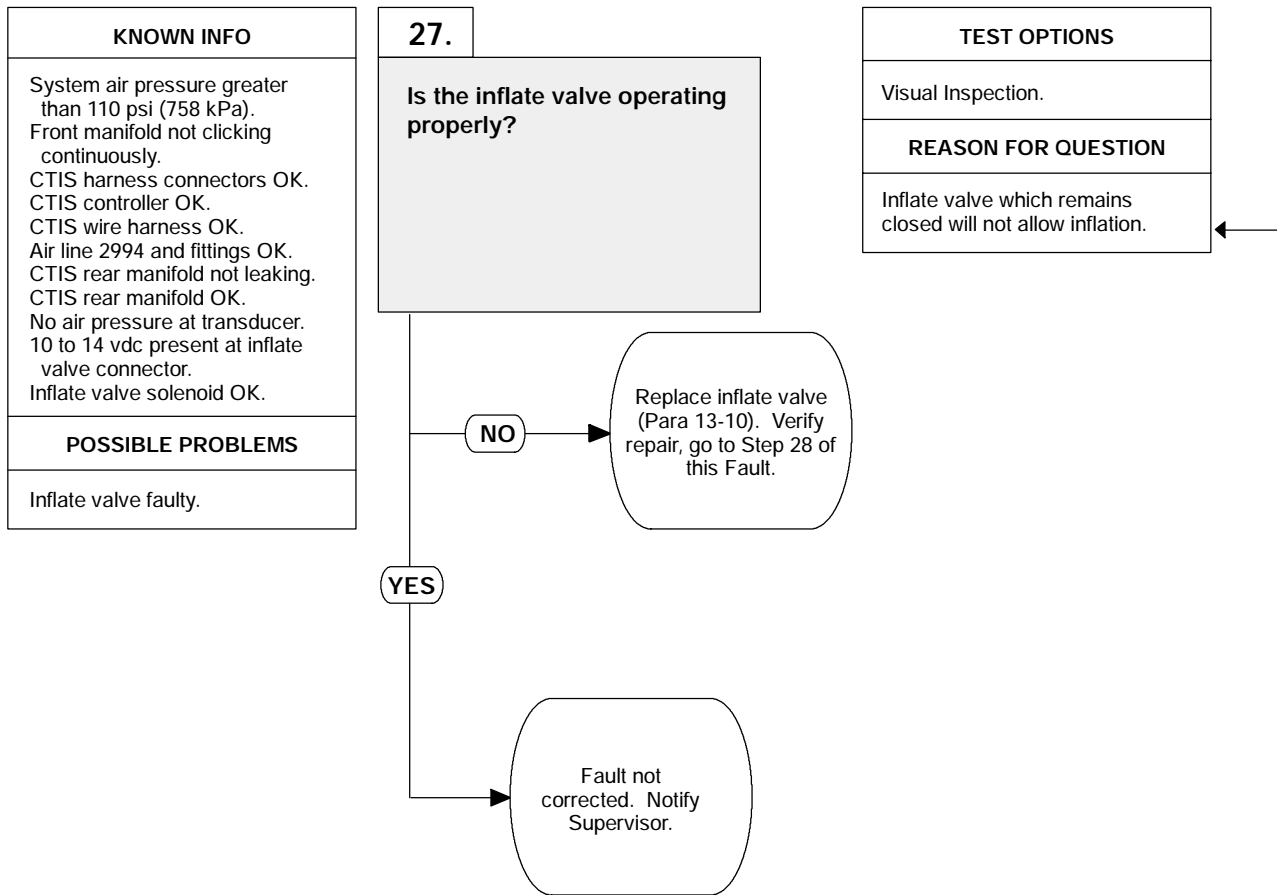 KNOWN INFO
System air pressure greater
than 110 psi (758 kPa).
Front manifold not clicking
continuously.
CTIS harness connectors OK.
CTIS controller OK.
CTIS wire harness OK.
Air line 2994 and fittings OK.
CTIS rear manifold not leaking.
CTIS rear manifold OK.
No air pressure at transducer.
10 to 14 vdc present at inflate
valve connector.
Inflate valve solenoid OK.
POSSIBLE PROBLEMS
Inflate valve faulty.
27.
Is the inflate valve operating
properly?
TEST OPTIONS
Visual Inspection.
REASON FOR QUESTION
Inflate valve which remains
closed will not allow inflation.
NO
Replace inflate valve
(Para 13-10). Verify
repair, go to Step 28 of
this Fault.
YES
Fault not
corrected. Notify
Supervisor.